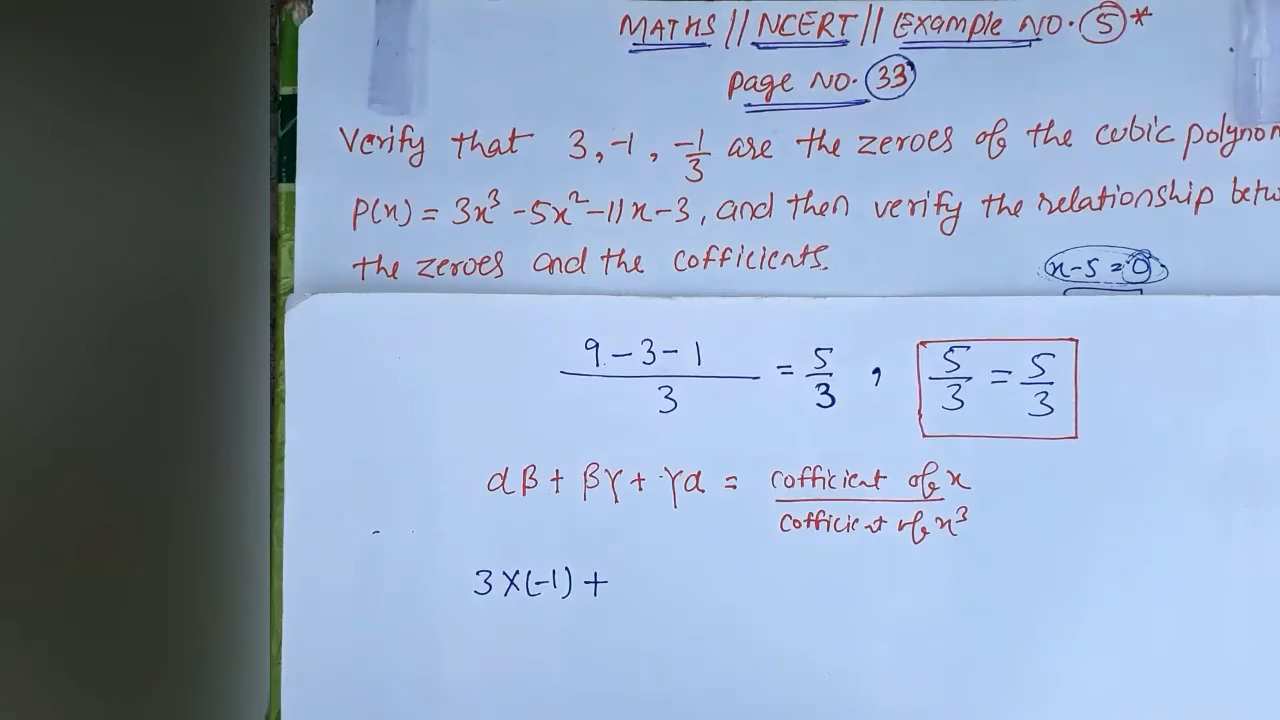 MATHS // NCERT // Example NO. 5*
Page NO. 33
Verify that 3, -1, -1/3 are the zeroes of the cubic polynom
P(x) = 3x³ -5x² -11x -3, and then verify the relationship betw
the zeroes and the cofficients.
x-5=0
9-3-1/3 = 5/3 , 5/3 = 5/3
αβ + βγ + γα = cofficient of x/cofficient of x³
3×(-1) +